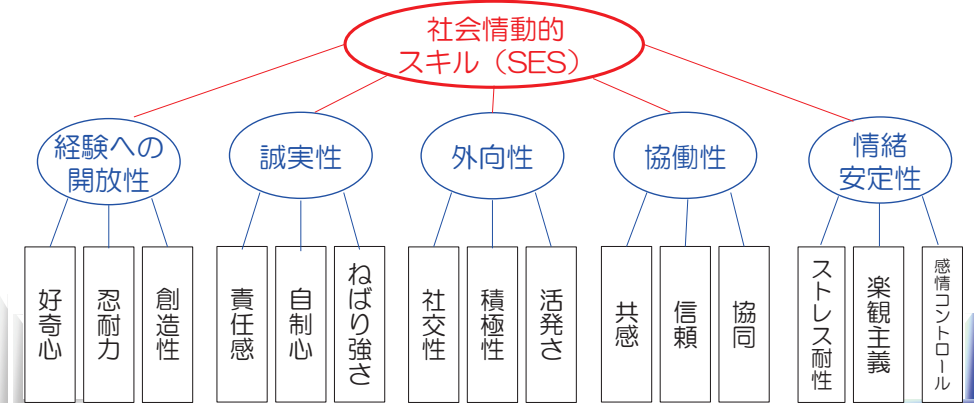 社会情動的
スキル（SES）
経験への
開放性
誠実性
外向性
協働性
情緒
安定性
好奇心
忍耐力
創造性
責任感
自制心
ねばり強さ
社交性
積極性
活発さ
共感
信頼
協同
ストレス耐性
楽観主義
感情コントロール